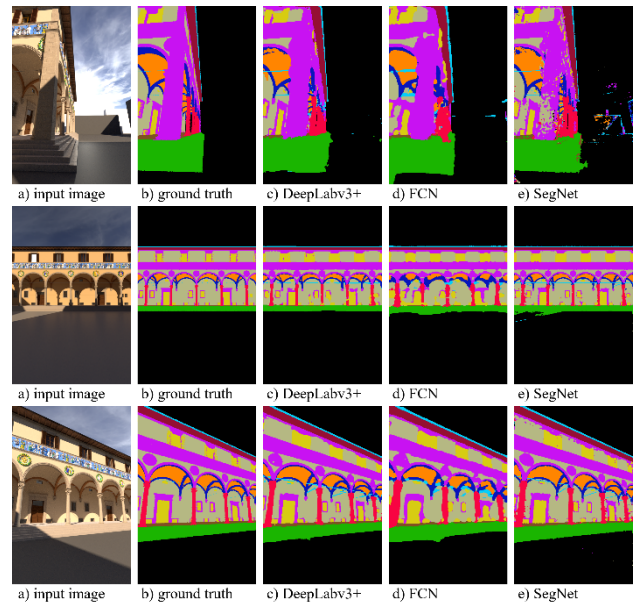 a) input image b) ground truth c) DeepLabv3+ d) FCN e) SegNet
a) input image b) ground truth c) DeepLabv3+ d) FCN e) SegNet
a) input image b) ground truth c) DeepLabv3+ d) FCN e) SegNet